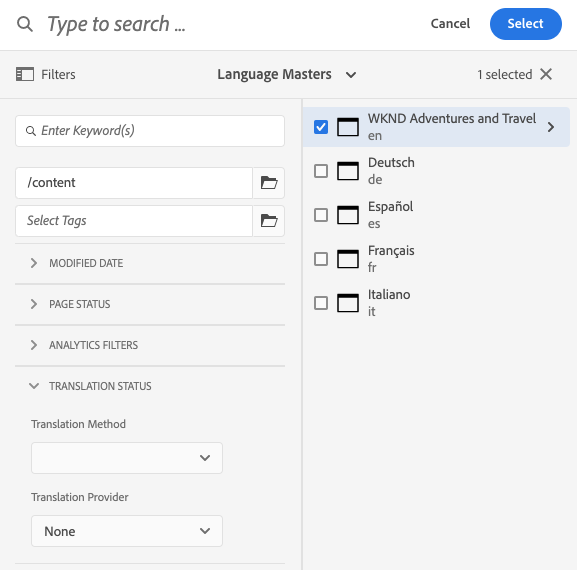 Type to search ...
Cancel
Select
Filters
Language Masters
1 selected
Enter Keyword(s)
/content
Select Tags
MODIFIED DATE
PAGE STATUS
ANALYTICS FILTERS
TRANSLATION STATUS
Translation Method
Translation Provider
None
WKND Adventures and Travel
en
Deutsch
de
Español
es
Français
fr
Italiano
it